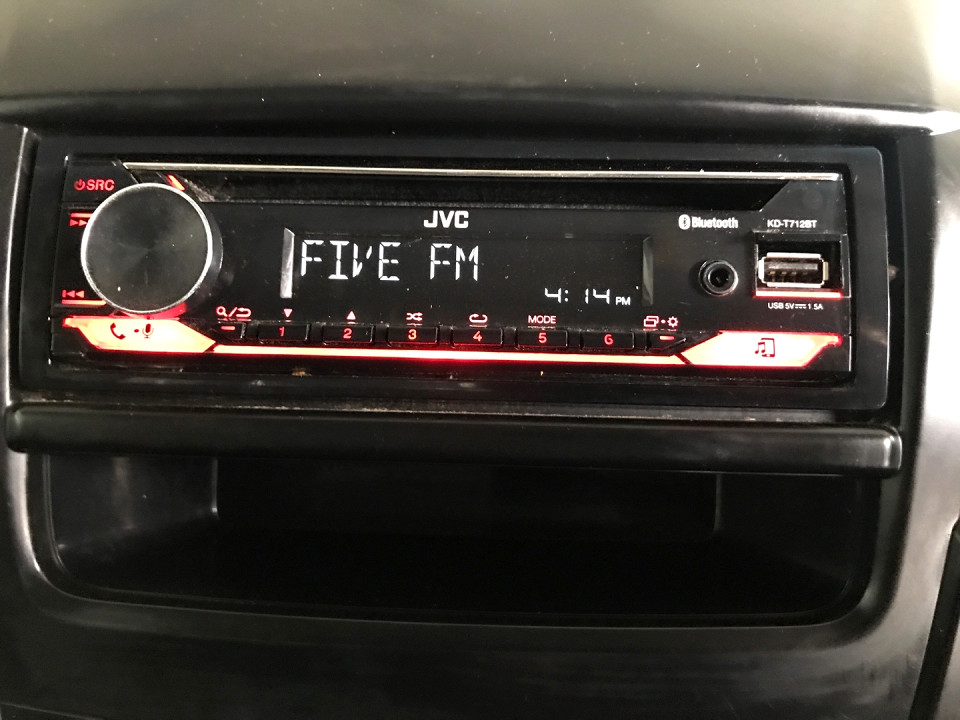 SRC
JVC
Bluetooth
KD-T712BT
FIVE FM
4:14 PM
USB 5V 1.5A
MODE
1 2 3 4 5 6